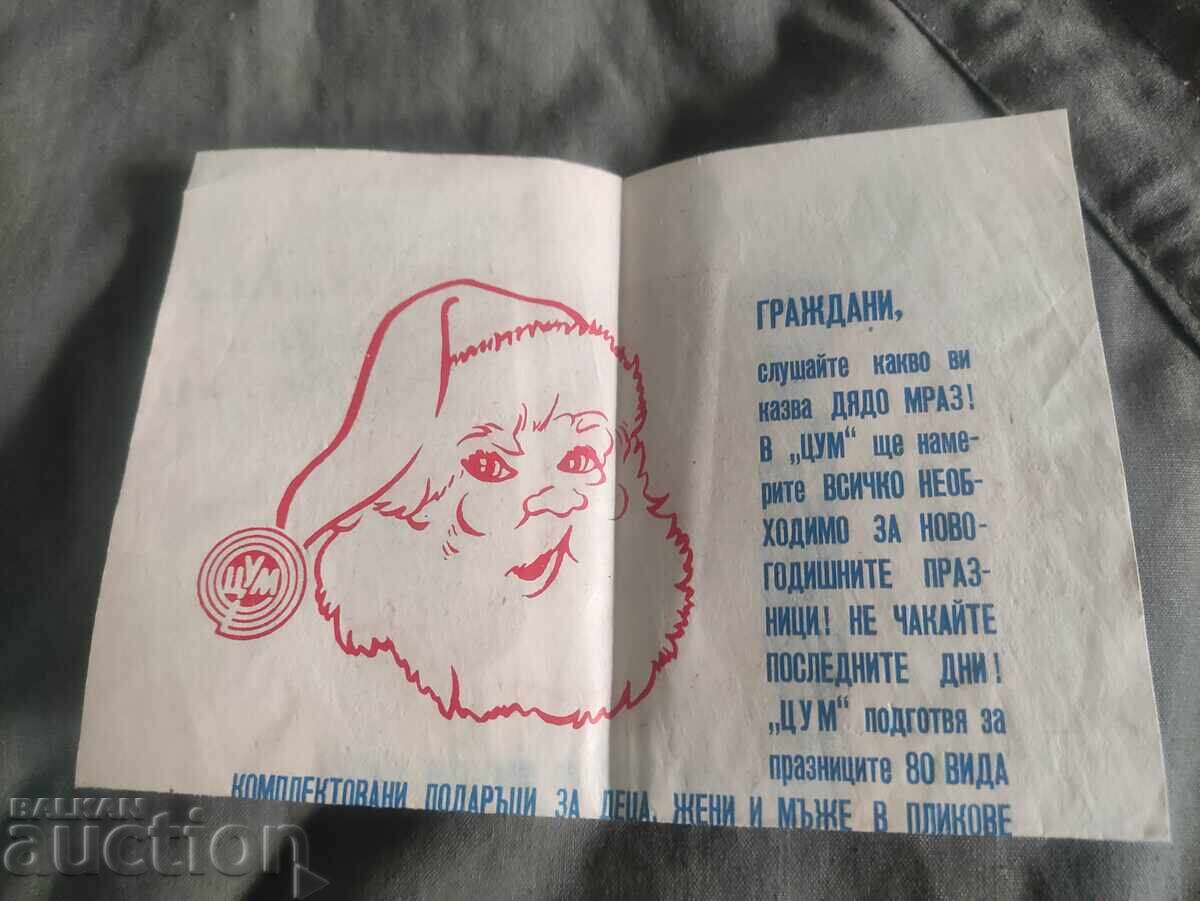 ГРАЖДАНИ,
слушайте какво ви
казва ДЯДО МРАЗ!
В „ЦУМ“ ще наме-
рите ВСИЧКО НЕОБ-
ХОДИМО ЗА НОВО-
ГОДИШНИТЕ ПРАЗ-
НИЦИ! НЕ ЧАКАЙТЕ
ПОСЛЕДНИТЕ ДНИ!
„ЦУМ“ подготвя за
празниците 80 ВИДА
КОМПЛЕКТОВАНИ ПОДАРЪЦИ ЗА ДЕЦА, ЖЕНИ И МЪЖЕ В ПЛИКОВЕ
ЦУМ
BALKAN
auction